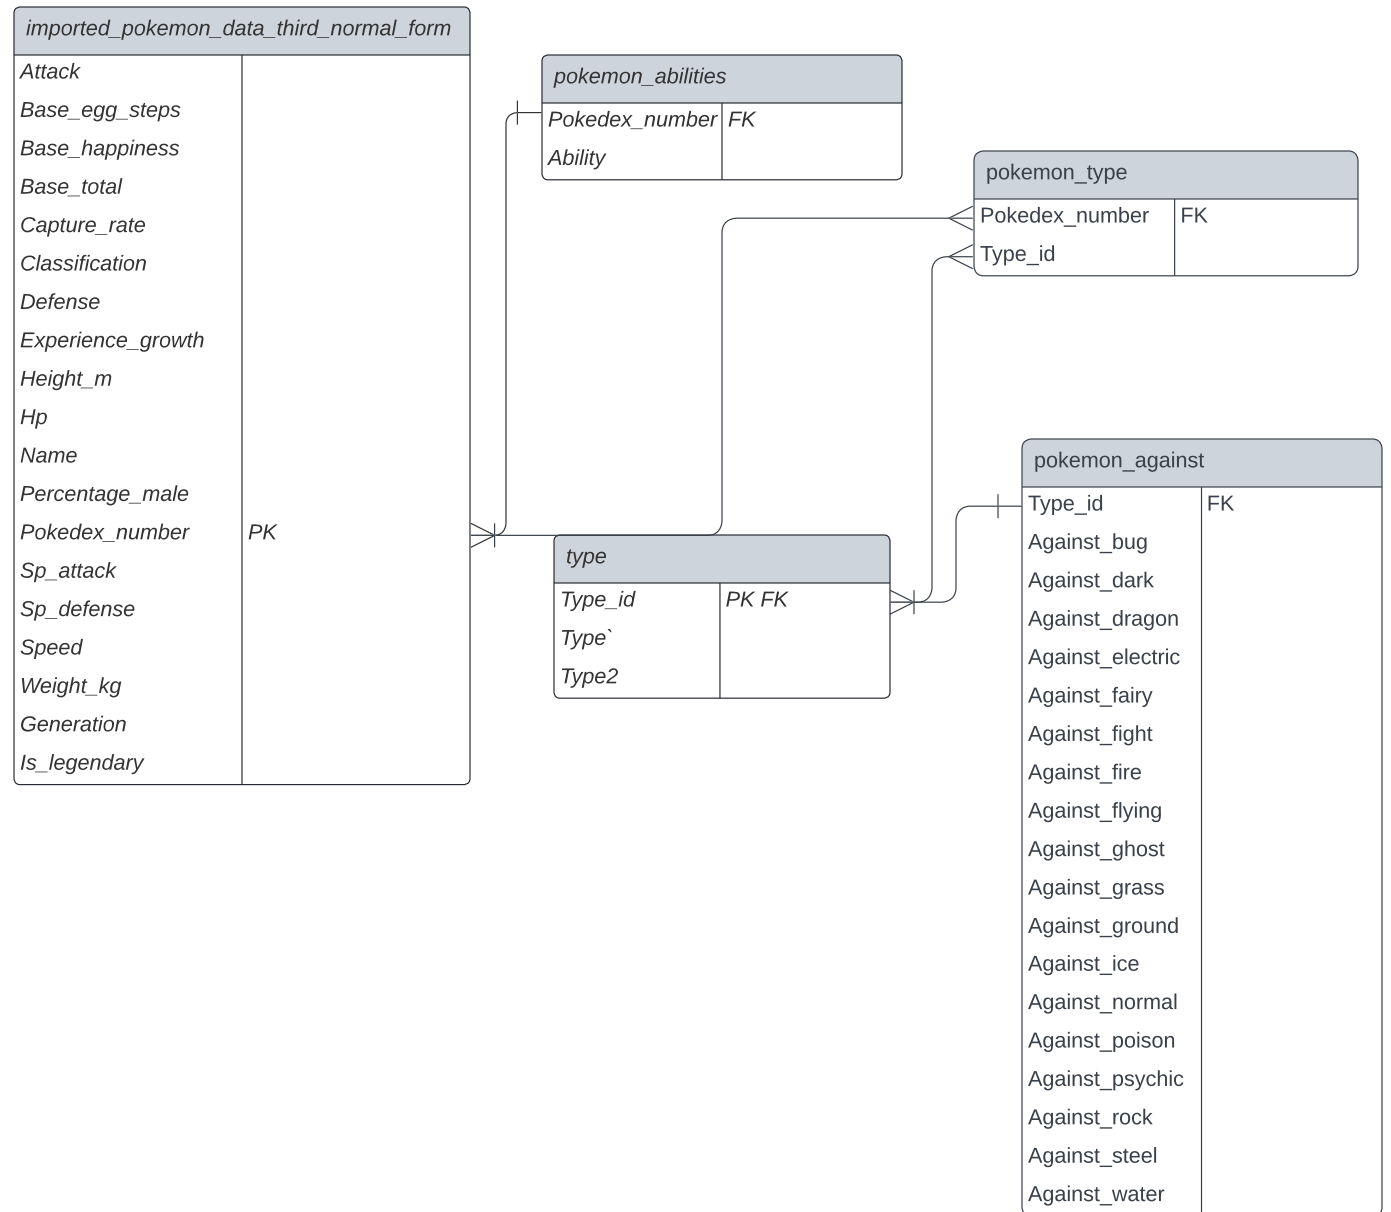 imported_pokemon_data_third_normal_form
Attack
Base_egg_steps
Base_happiness
Base_total
Capture_rate
Classification
Defense
Experience_growth
Height_m
Hp
Name
Percentage_male
Pokedex_number PK
Sp_attack
Sp_defense
Speed
Weight_kg
Generation
Is_legendary
pokemon_abilities
Pokedex_number FK
Ability
pokemon_type
Pokedex_number FK
Type_id
type
Type_id PK FK
Type`
Type2
pokemon_against
Type_id FK
Against_bug
Against_dark
Against_dragon
Against_electric
Against_fairy
Against_fight
Against_fire
Against_flying
Against_ghost
Against_grass
Against_ground
Against_ice
Against_normal
Against_poison
Against_psychic
Against_rock
Against_steel
Against_water